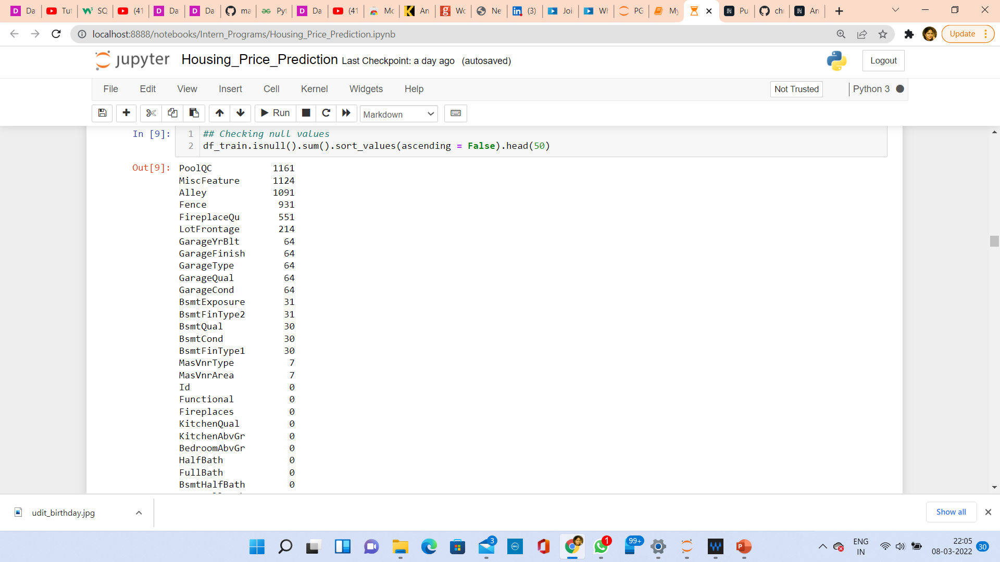 Da
Tut
SQ
(41
Da
Da
ma
Pyt
Da
(41
Mc
An
Wc
Ne
(3)
Joi
Wh
PG
My
Pu
chr
An
localhost:8888/notebooks/Intern_Programs/Housing_Price_Prediction.ipynb
Update
jupyter Housing_Price_Prediction Last Checkpoint: a day ago (autosaved)
Logout
File Edit View Insert Cell Kernel Widgets Help
Not Trusted
Python 3
Run
Markdown
In [9]:
1 ## Checking null values
2 df_train.isnull().sum().sort_values(ascending = False).head(50)
Out[9]:
PoolQC 1161
MiscFeature 1124
Alley 1091
Fence 931
FireplaceQu 551
LotFrontage 214
GarageYrBlt 64
GarageFinish 64
GarageType 64
GarageQual 64
GarageCond 64
BsmtExposure 31
BsmtFinType2 31
BsmtQual 30
BsmtCond 30
BsmtFinType1 30
MasVnrType 7
MasVnrArea 7
Id 0
Functional 0
Fireplaces 0
KitchenQual 0
KitchenAbvGr 0
BedroomAbvGr 0
HalfBath 0
FullBath 0
BsmtHalfBath 0
udit_birthday.jpg
Show all
3
DELL
1
99+
ENG
IN
22:05
08-03-2022
30